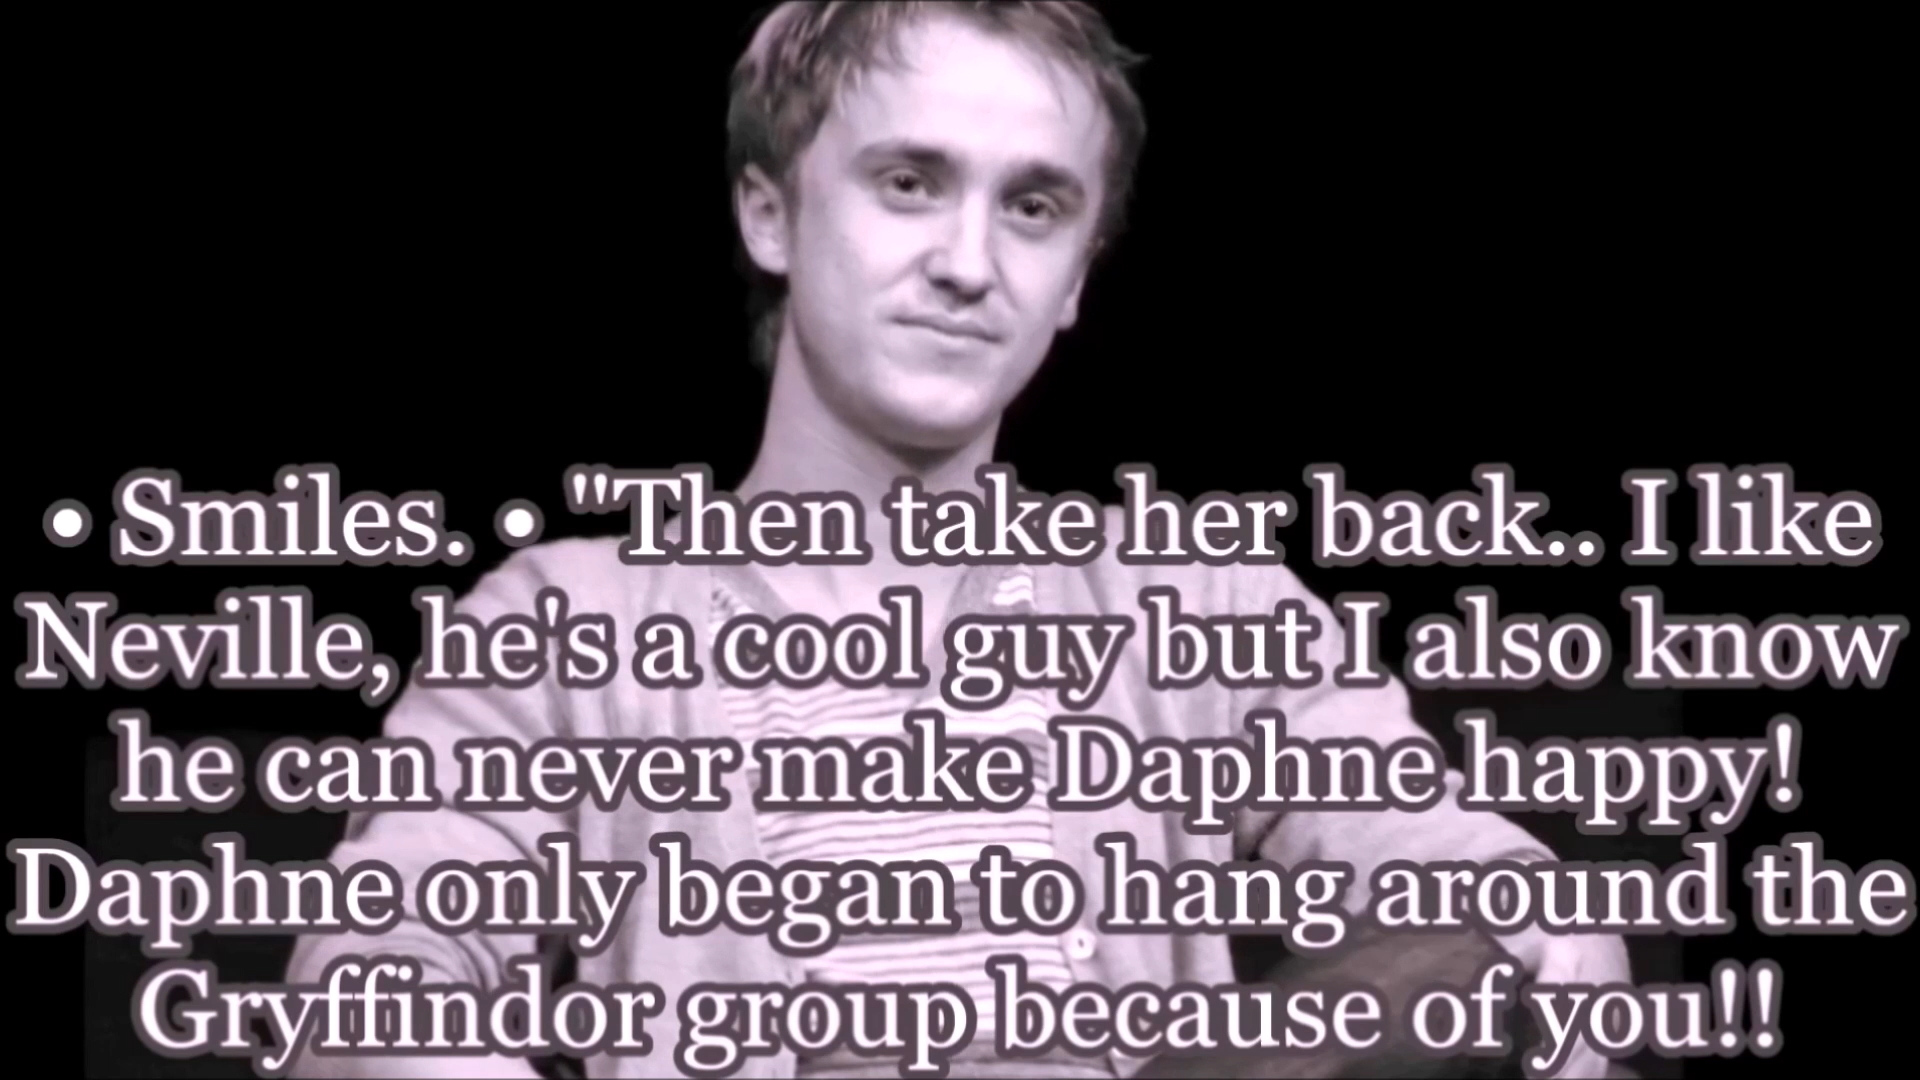 • Smiles. • "Then take her back.. I like
Neville, he's a cool guy but I also know
he can never make Daphne happy!
Daphne only began to hang around the
Gryffindor group because of you!!